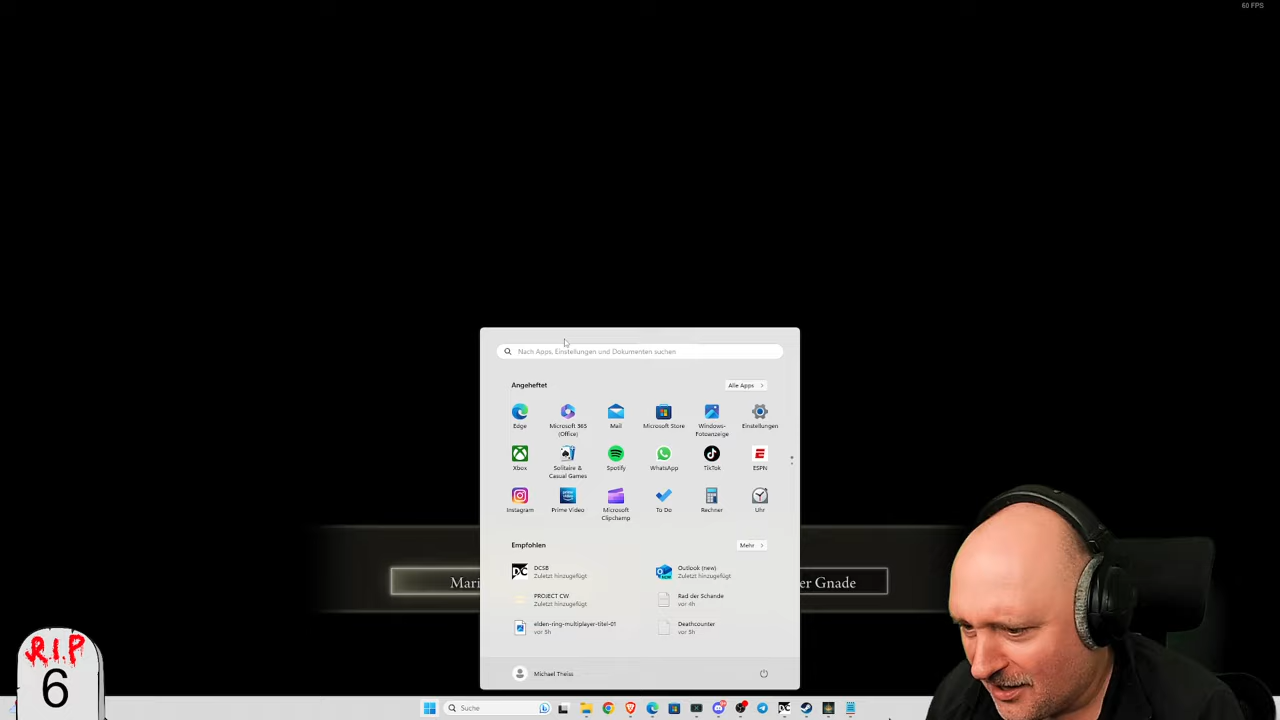 60 FPS
Nach Apps, Einstellungen und Dokumenten suchen
Angeheftet
Alle Apps
Edge
Microsoft 365
(Office)
Mail
Microsoft Store
Windows-
Fotoanzeige
Einstellungen
Xbox
Solitaire &
Casual Games
Spotify
WhatsApp
TikTok
ESPN
Instagram
Prime Video
Microsoft
Clipchamp
To Do
Rechner
Uhr
Empfohlen
Mehr
DCSB
Zuletzt hinzugefügt
Outlook (new)
Zuletzt hinzugefügt
PROJECT CW
Zuletzt hinzugefügt
Rad der Schande
vor 4h
elden-ring-multiplayer-titel-01
vor 5h
Deathcounter
vor 5h
Mari
er Gnade
Michael Theiss
R.I.P
6
Suche